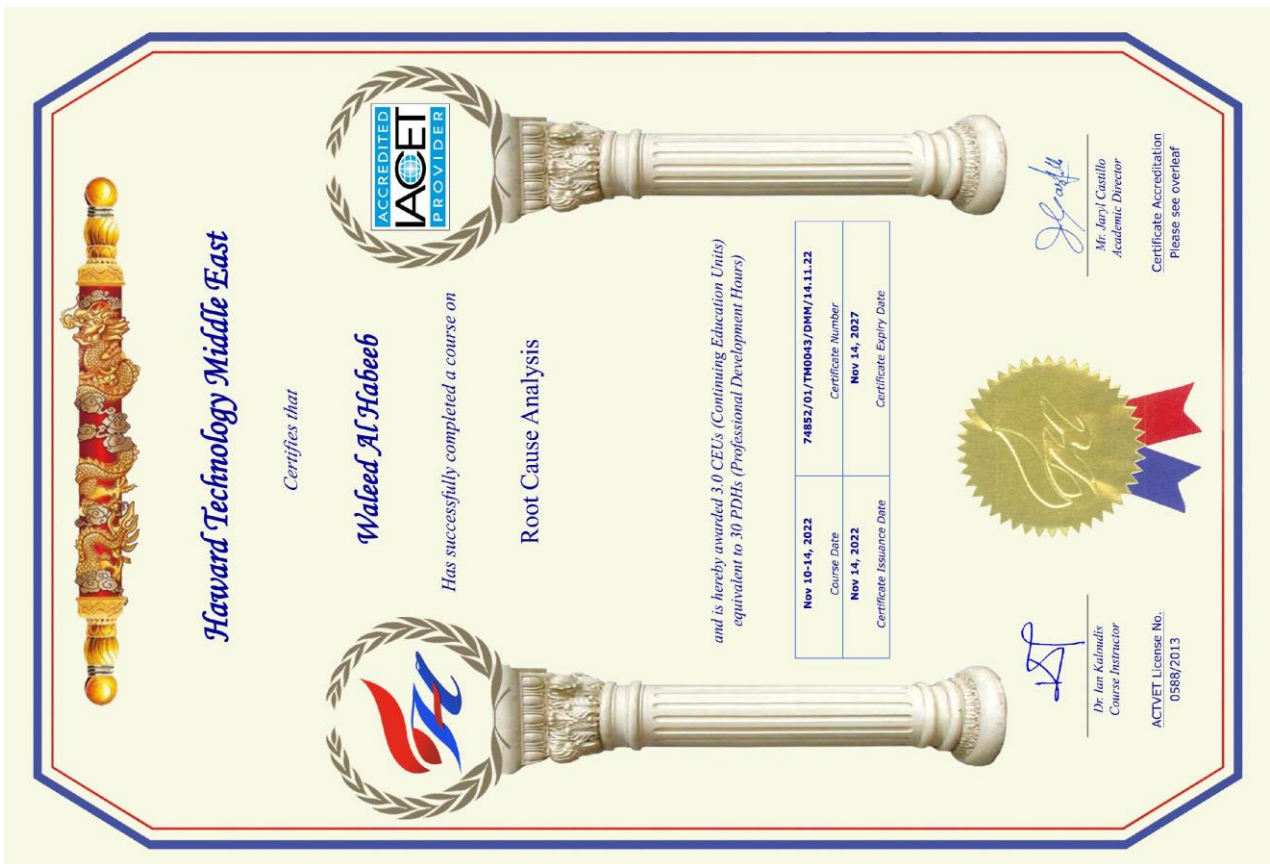 Haward Technology Middle East
Certifies that
ACCREDITED
IACET
PROVIDER
Waleed Al Habeeb
Has successfully completed a course on
Root Cause Analysis
and is hereby awarded 3.0 CEUs (Continuing Education Units)
equivalent to 30 PDHs (Professional Development Hours)
Nov 10-14, 2022
74852/01/TM0043/DMM/14.11.22
Course Date
Certificate Number
Nov 14, 2022
Nov 14, 2027
Certificate Issuance Date
Certificate Expiry Date
Dr. Ian Kaloudis
Course Instructor
Mr. Jaryl Castillo
Academic Director
ACTVET License No.
0588/2013
Certificate Accreditation
Please see overleaf